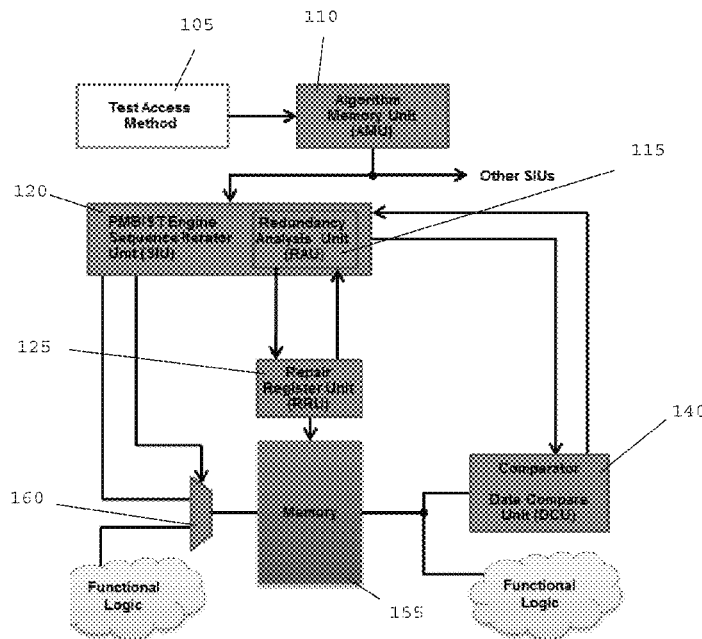 105
110
Test Access
Method
Algorithm
Memory Unit
(AMU)
115
Other SIUs
120
PMBIST Engine
Sequence Iterator
Unit (SIU)
Redundancy
Analysis Unit
(RAU)
125
Repair
Register Unit
(RRU)
140
Comparator
Data Compare
Unit (DCU)
160
Memory
Functional
Logic
155
Functional
Logic